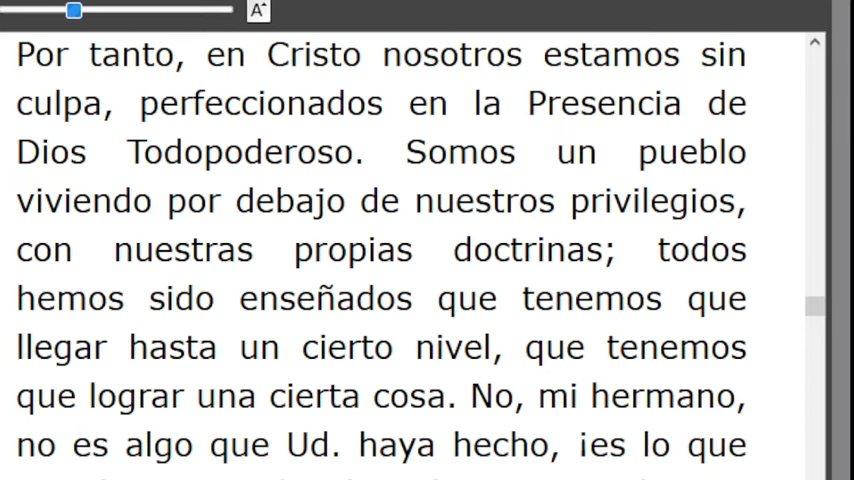 A
Por tanto, en Cristo nosotros estamos sin
culpa, perfeccionados en la Presencia de
Dios Todopoderoso. Somos un pueblo
viviendo por debajo de nuestros privilegios,
con nuestras propias doctrinas; todos
hemos sido enseñados que tenemos que
llegar hasta un cierto nivel, que tenemos
que lograr una cierta cosa. No, mi hermano,
no es algo que Ud. haya hecho, ¡es lo que